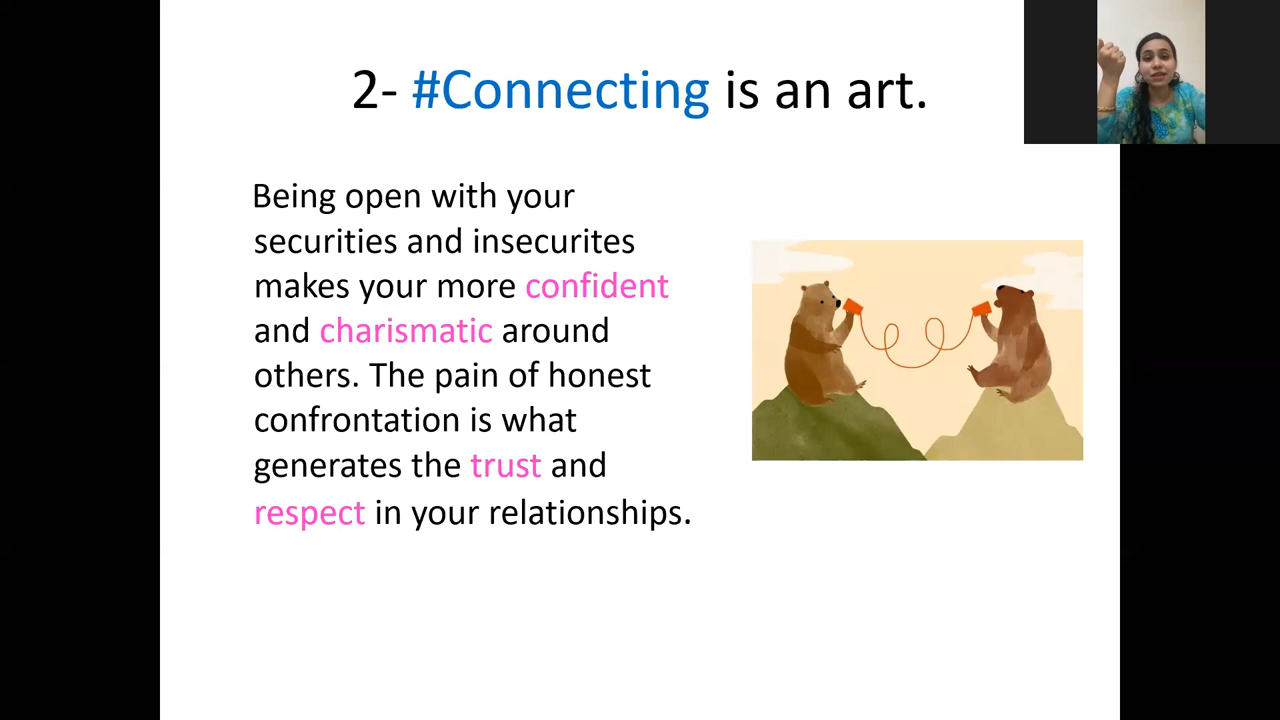 2- #Connecting is an art.
Being open with your
securities and insecurites
makes your more confident
and charismatic around
others. The pain of honest
confrontation is what
generates the trust and
respect in your relationships.